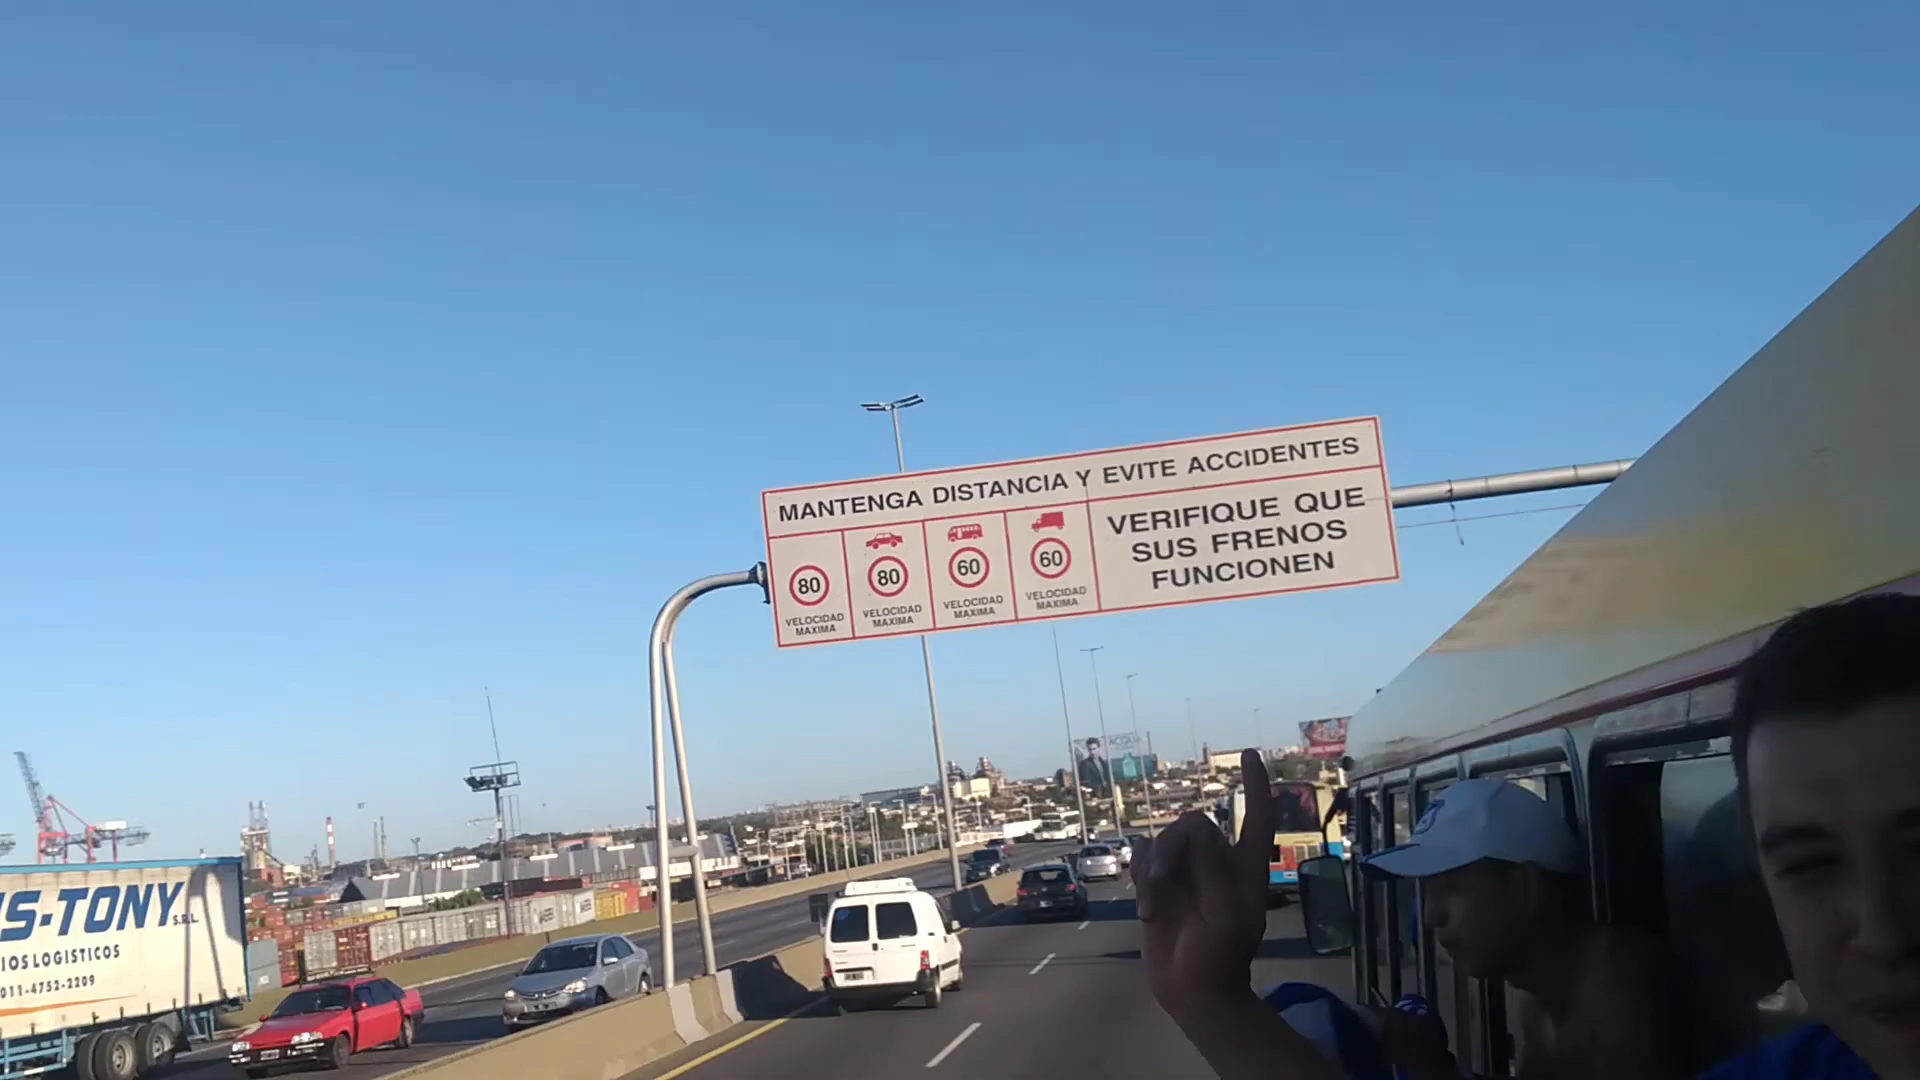 MANTENGA DISTANCIA Y EVITE ACCIDENTES
80
VELOCIDAD
MAXIMA
80
VELOCIDAD
MAXIMA
60
VELOCIDAD
MAXIMA
60
VELOCIDAD
MAXIMA
VERIFIQUE QUE
SUS FRENOS
FUNCIONEN
S-TONY S.R.L.
IOS LOGISTICOS
011-4752-2209